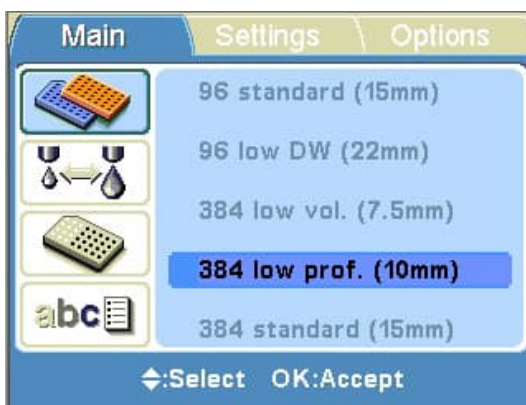 Main Settings Options
96 standard (15mm)
96 low DW (22mm)
384 low vol. (7.5mm)
384 low prof. (10mm)
abc
384 standard (15mm)
:Select OK:Accept